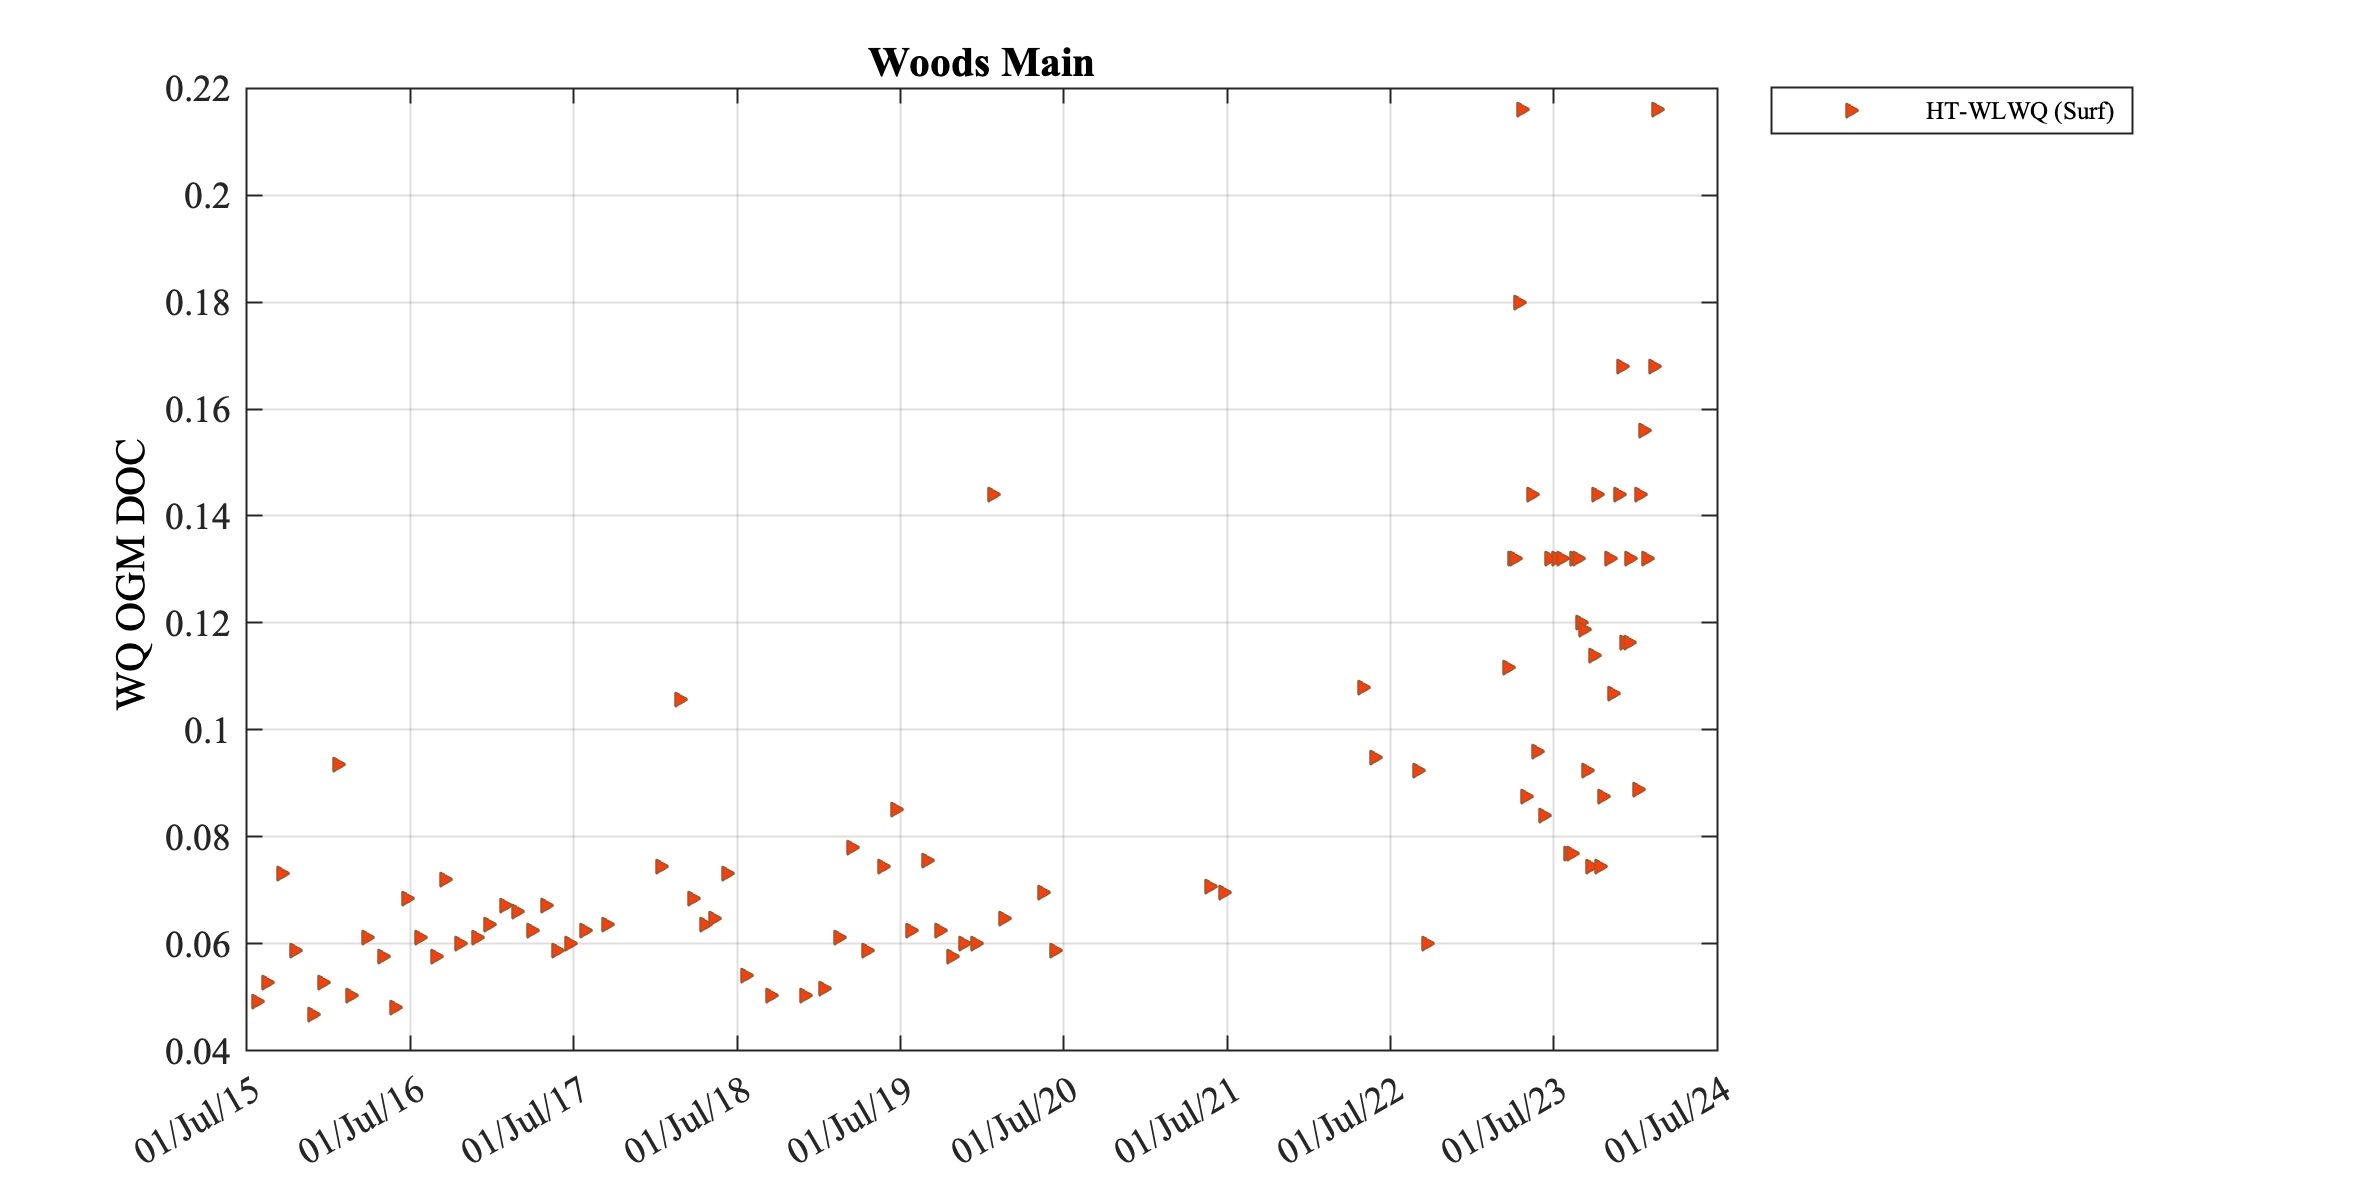 Woods Main
HT-WLWQ (Surf)
WQ OGM DOC
0.22
0.2
0.18
0.16
0.14
0.12
0.1
0.08
0.06
0.04
01/Jul/15
01/Jul/16
01/Jul/17
01/Jul/18
01/Jul/19
01/Jul/20
01/Jul/21
01/Jul/22
01/Jul/23
01/Jul/24